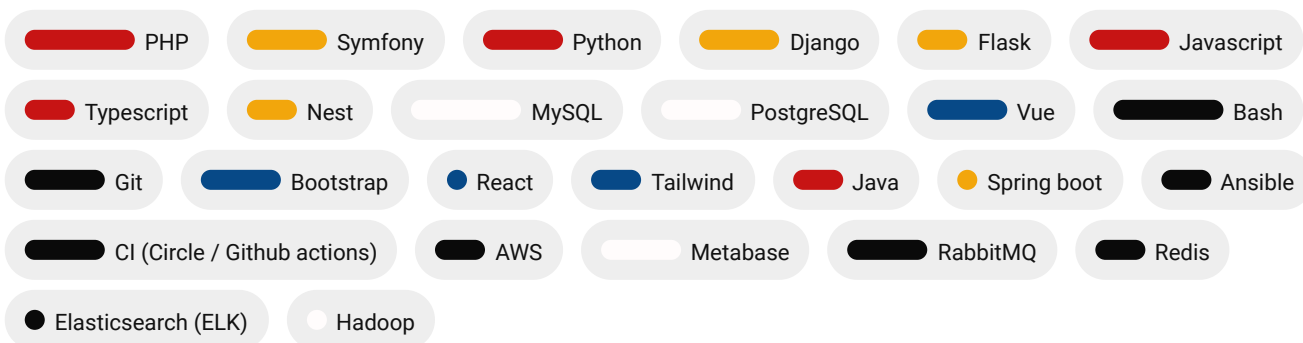 PHP Symfony Python Django Flask Javascript
Typescript Nest MySQL PostgreSQL Vue Bash
Git Bootstrap React Tailwind Java Spring boot Ansible
CI (Circle / Github actions) AWS Metabase RabbitMQ Redis
Elasticsearch (ELK) Hadoop